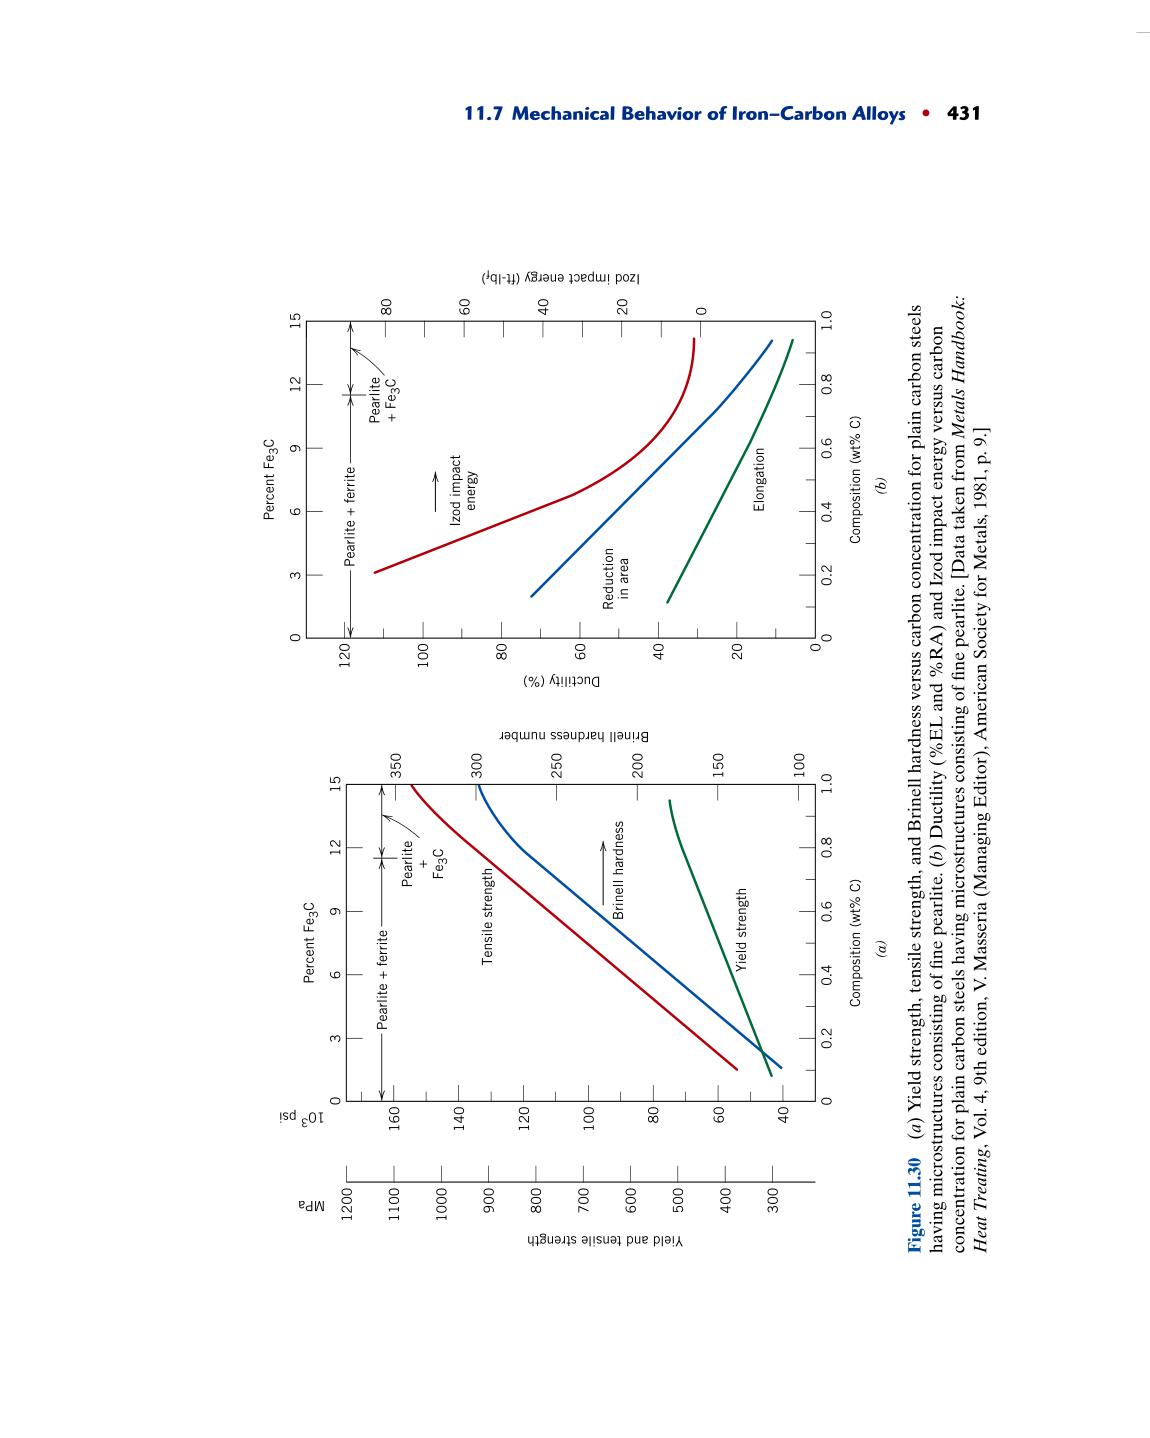 11.7 Mechanical Behavior of Iron–Carbon Alloys • 431
Percent Fe3C
0 3 6 9 12 15
MPa
10³ psi
1200
1100
1000
900
800
700
600
500
400
300
160
140
120
100
80
60
40
Yield and tensile strength
Pearlite + ferrite
Pearlite
+
Fe3C
Tensile strength
Brinell hardness
Yield strength
350
300
250
200
150
100
Brinell hardness number
0 0.2 0.4 0.6 0.8 1.0
Composition (wt% C)
(a)
Percent Fe3C
0 3 6 9 12 15
120
100
80
60
40
20
0
Ductility (%)
Pearlite + ferrite
Pearlite
+ Fe3C
Izod impact
energy
Reduction
in area
Elongation
80
60
40
20
0
Izod impact energy (ft-lbf)
0 0.2 0.4 0.6 0.8 1.0
Composition (wt% C)
(b)
Figure 11.30 (a) Yield strength, tensile strength, and Brinell hardness versus carbon concentration for plain carbon steels
having microstructures consisting of fine pearlite. (b) Ductility (%EL and %RA) and Izod impact energy versus carbon
concentration for plain carbon steels having microstructures consisting of fine pearlite. [Data taken from Metals Handbook:
Heat Treating, Vol. 4, 9th edition, V. Masseria (Managing Editor), American Society for Metals, 1981, p. 9.]